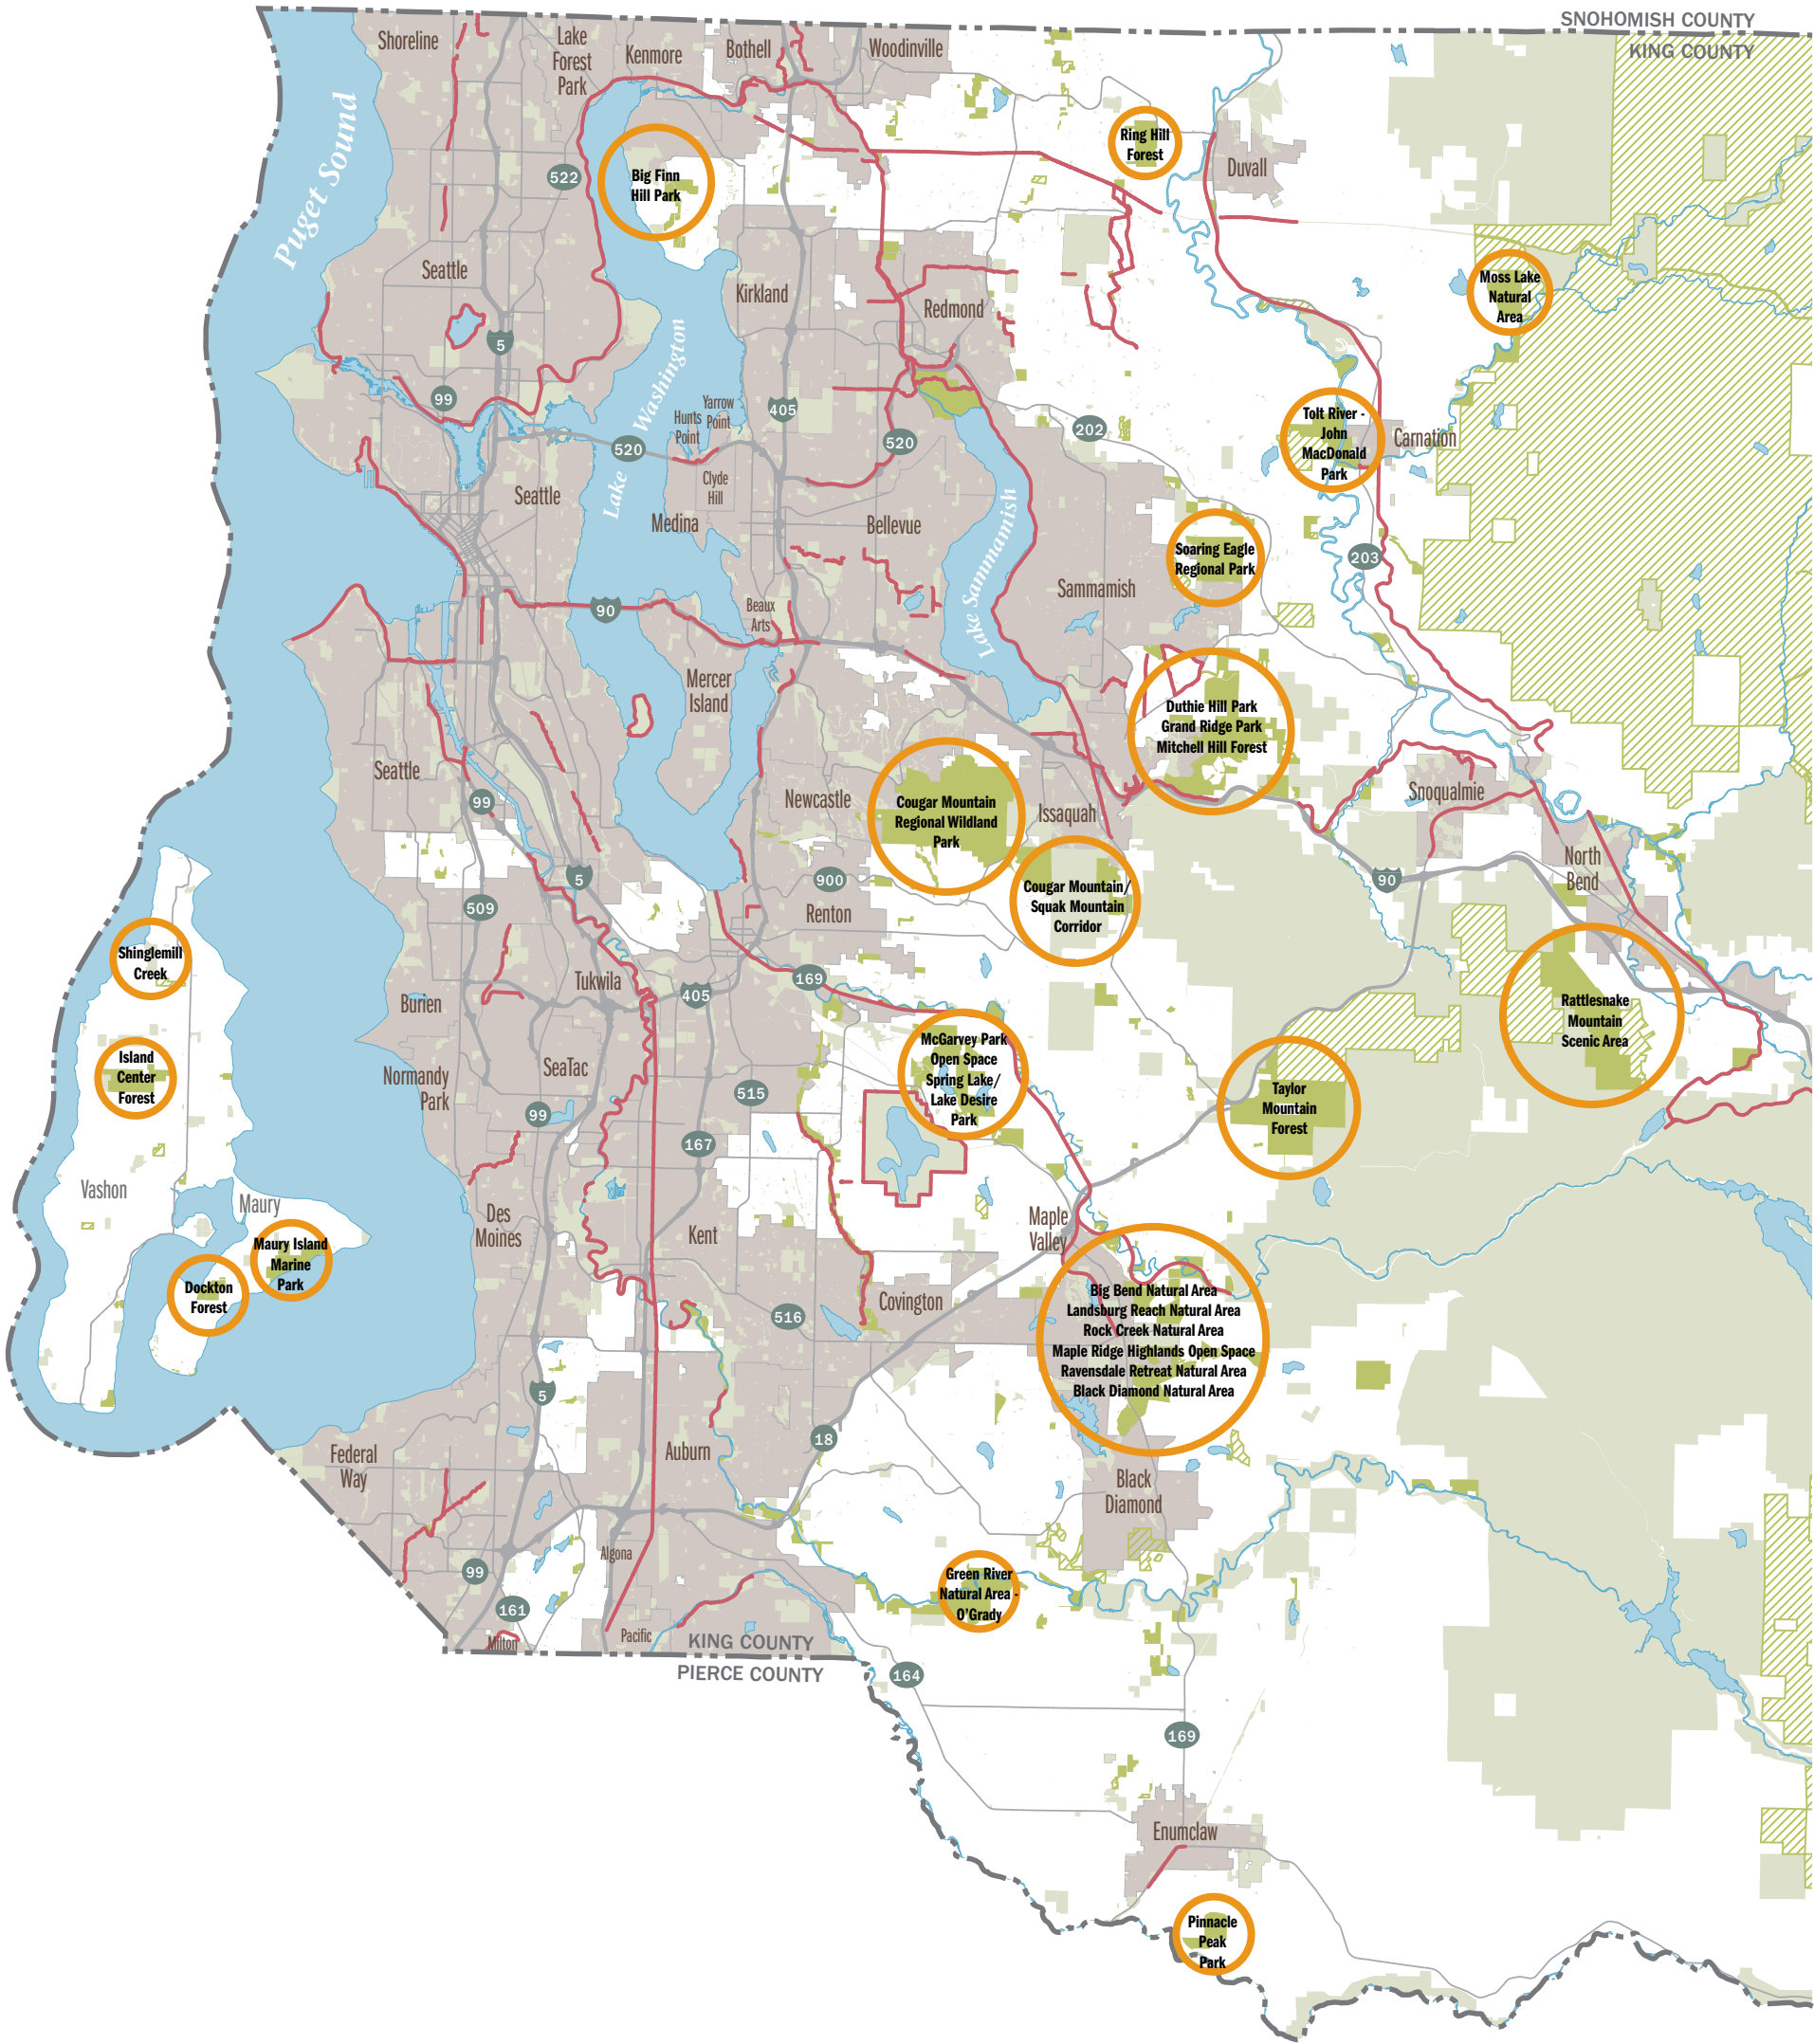 SNOHOMISH COUNTY
KING COUNTY
Shoreline
Lake
Forest
Park
Kenmore
Bothell
Woodinville
Puget Sound
522
Big Finn
Hill Park
Ring Hill
Forest
Duvall
Seattle
Kirkland
Redmond
Moss Lake
Natural
Area
5
99
Lake Washington
Hunts
Point
Yarrow
Point
405
520
520
202
Tolt River -
John
MacDonald
Park
Carnation
Seattle
Clyde
Hill
Medina
Bellevue
Lake Sammamish
Soaring Eagle
Regional Park
203
Sammamish
90
Beaux
Arts
Mercer
Island
Duthie Hill Park
Grand Ridge Park
Mitchell Hill Forest
Seattle
99
Newcastle
Cougar Mountain
Regional Wildland
Park
Issaquah
Snoqualmie
North
Bend
5
900
90
509
Renton
Cougar Mountain/
Squak Mountain
Corridor
Shinglemill
Creek
Tukwila
405
169
Burien
Rattlesnake
Mountain
Scenic Area
Island
Center
Forest
SeaTac
Normandy
Park
McGarvey Park
Open Space
Spring Lake/
Lake Desire
Park
99
515
Taylor
Mountain
Forest
167
Vashon
Maury
Des
Moines
Kent
Maple
Valley
Maury Island
Marine
Park
Dockton
Forest
516
Covington
Big Bend Natural Area
Landsburg Reach Natural Area
Rock Creek Natural Area
Maple Ridge Highlands Open Space
Ravensdale Retreat Natural Area
Black Diamond Natural Area
5
18
Federal
Way
Auburn
Black
Diamond
Algona
99
161
Green River
Natural Area -
O'Grady
Milton
Pacific
KING COUNTY
PIERCE COUNTY
164
169
Enumclaw
Pinnacle
Peak
Park